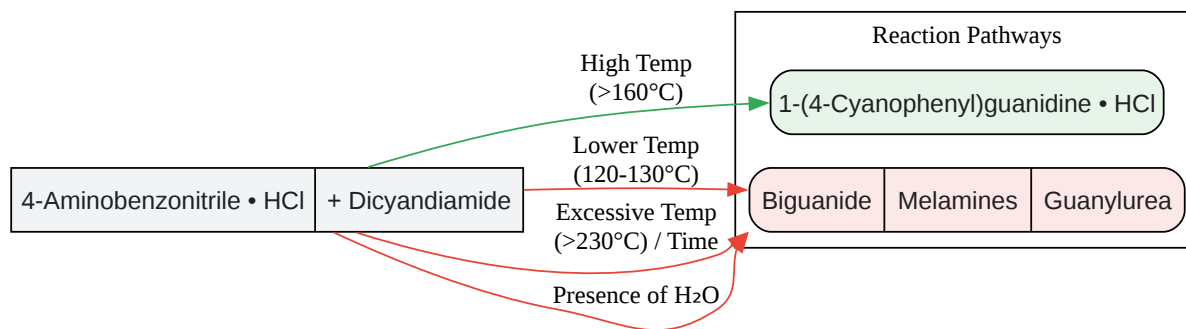 Reaction Pathways
High Temp
(>160°C)
1-(4-Cyanophenyl)guanidine • HCl
Lower Temp
(120-130°C)
4-Aminobenzonitrile • HCl
+ Dicyandiamide
Biguanide
Melamines
Guanylurea
Excessive Temp
(>230°C) / Time
Presence of H₂O